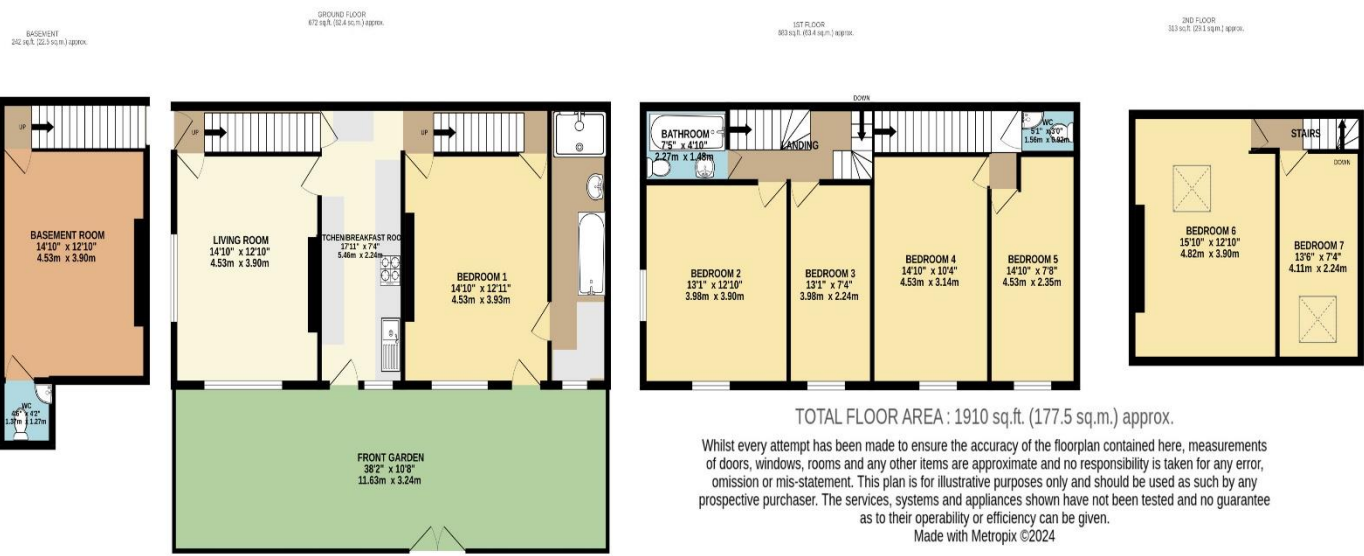 BASEMENT
242 sq.ft. (22.5 sq.m.) approx.
GROUND FLOOR
672 sq.ft. (62.4 sq.m.) approx.
1ST FLOOR
683 sq.ft. (63.4 sq.m.) approx.
2ND FLOOR
313 sq.ft. (29.1 sq.m.) approx.
UP
BASEMENT ROOM
14'10" x 12'10"
4.53m x 3.90m
WC
4'6" x 4'2"
1.37m x 1.27m
UP
LIVING ROOM
14'10" x 12'10"
4.53m x 3.90m
TCHEN/BREAKFAST ROO
17'11" x 7'4"
5.46m x 2.24m
UP
BEDROOM 1
14'10" x 12'11"
4.53m x 3.93m
FRONT GARDEN
38'2" x 10'8"
11.63m x 3.24m
DOWN
BATHROOM
7'5" x 4'10"
2.27m x 1.48m
LANDING
WC
5'1" x 3'0"
1.56m x 0.92m
BEDROOM 2
13'1" x 12'10"
3.98m x 3.90m
BEDROOM 3
13'1" x 7'4"
3.98m x 2.24m
BEDROOM 4
14'10" x 10'4"
4.53m x 3.14m
BEDROOM 5
14'10" x 7'8"
4.53m x 2.35m
STAIRS
DOWN
BEDROOM 6
15'10" x 12'10"
4.82m x 3.90m
BEDROOM 7
13'6" x 7'4"
4.11m x 2.24m
TOTAL FLOOR AREA : 1910 sq.ft. (177.5 sq.m.) approx.
Whilst every attempt has been made to ensure the accuracy of the floorplan contained here, measurements
of doors, windows, rooms and any other items are approximate and no responsibility is taken for any error,
omission or mis-statement. This plan is for illustrative purposes only and should be used as such by any
prospective purchaser. The services, systems and appliances shown have not been tested and no guarantee
as to their operability or efficiency can be given.
Made with Metropix ©2024